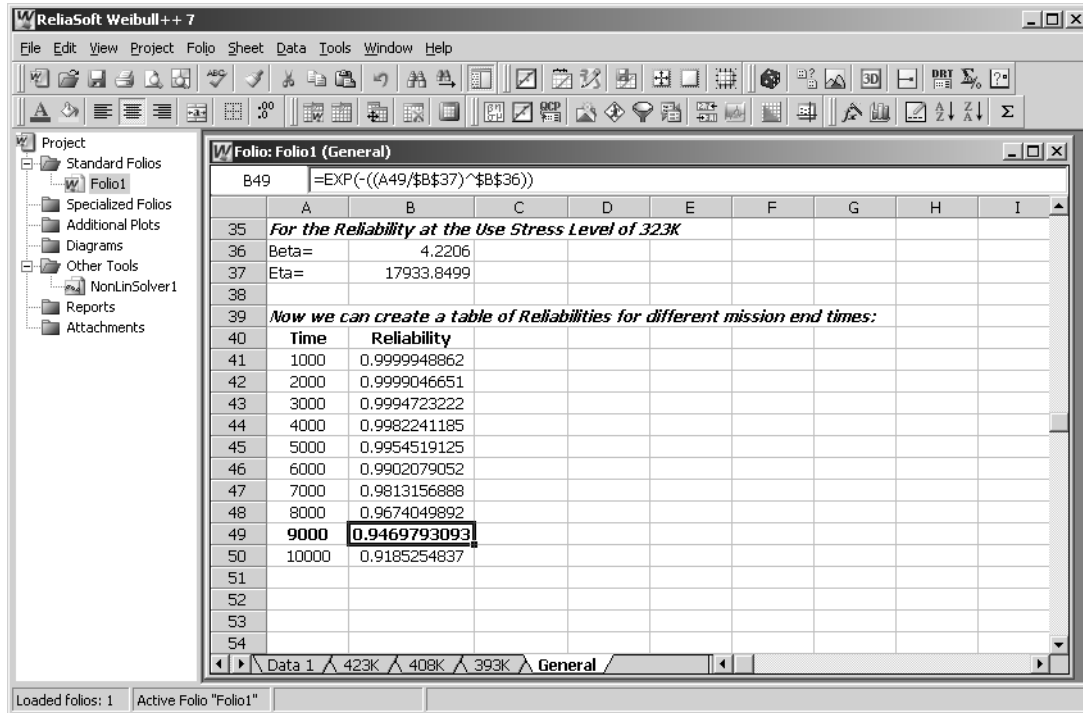 ReliaSoft Weibull++ 7
File Edit View Project Folio Sheet Data Tools Window Help
Project
Standard Folios
Folio1
Specialized Folios
Additional Plots
Diagrams
Other Tools
NonLinSolver1
Reports
Attachments
Folio: Folio1 (General)
B49 =EXP(-((A49/$B$37)^$B$36))
A B C D E F G H I
35 For the Reliability at the Use Stress Level of 323K
36 Beta= 4.2206
37 Eta= 17933.8499
38
39 Now we can create a table of Reliabilities for different mission end times:
40 Time Reliability
41 1000 0.9999948862
42 2000 0.9999046651
43 3000 0.9994723222
44 4000 0.9982241185
45 5000 0.9954519125
46 6000 0.9902079052
47 7000 0.9813156888
48 8000 0.9674049892
49 9000 0.9469793093
50 10000 0.9185254837
51
52
53
54
Data 1 423K 408K 393K General
Loaded folios: 1 Active Folio "Folio1"